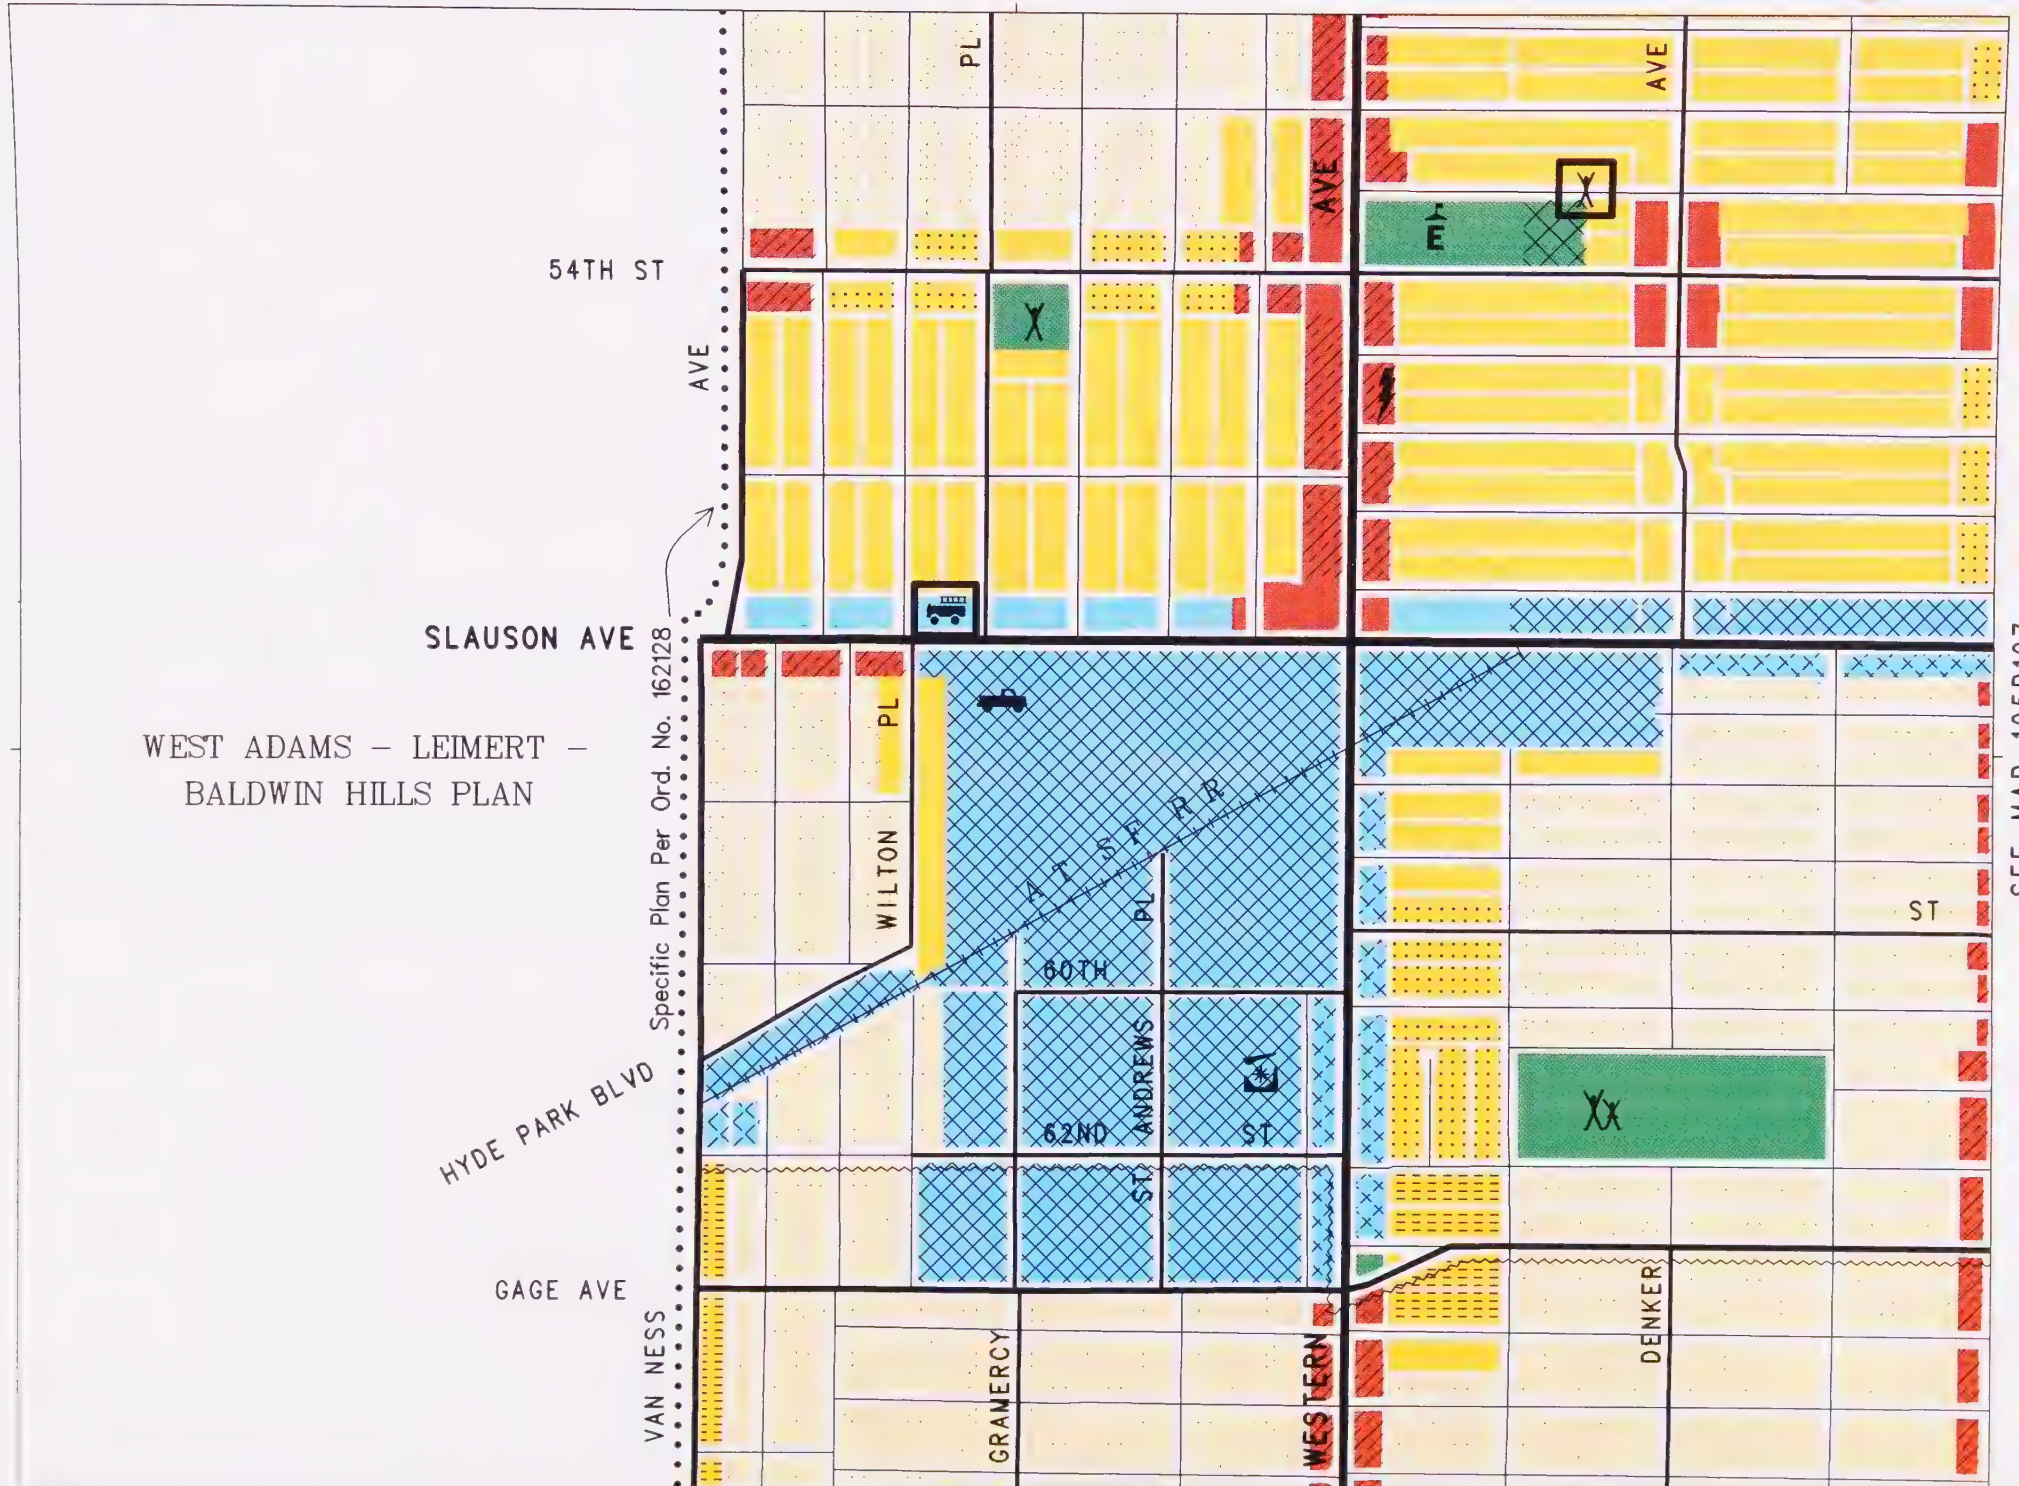 PL
AVE
AVE
E
54TH ST
AVE
SLAUSON AVE
Specific Plan Per Ord. No. 162128
WEST ADAMS – LEIMERT –
BALDWIN HILLS PLAN
PL
WILTON
A T S F R R
PL
ST
60TH
HYDE PARK BLVD
ANDREWS
62ND
ST
ST
GAGE AVE
VAN NESS
GRAMERCY
WESTERN
DENKER